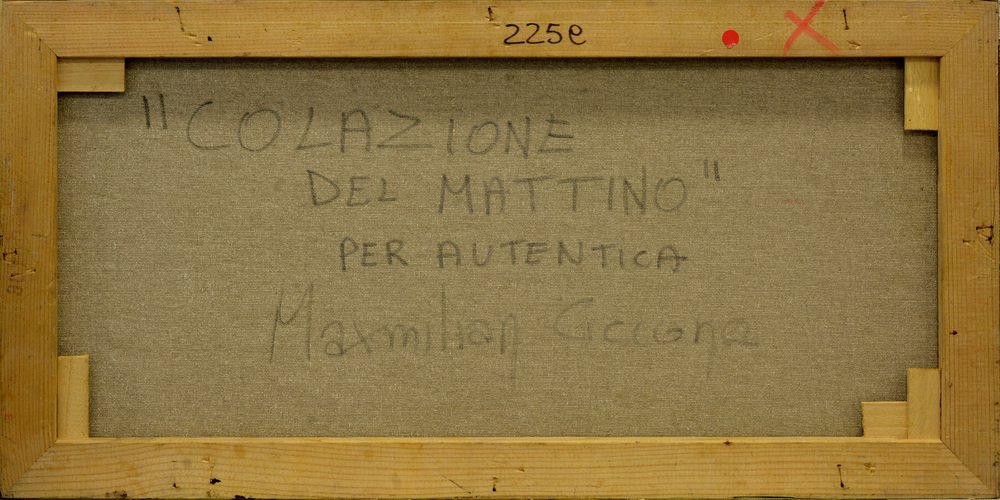 225e
"COLAZIONE
DEL MATTINO"
PER AUTENTICA
Maxmilian Ciccone